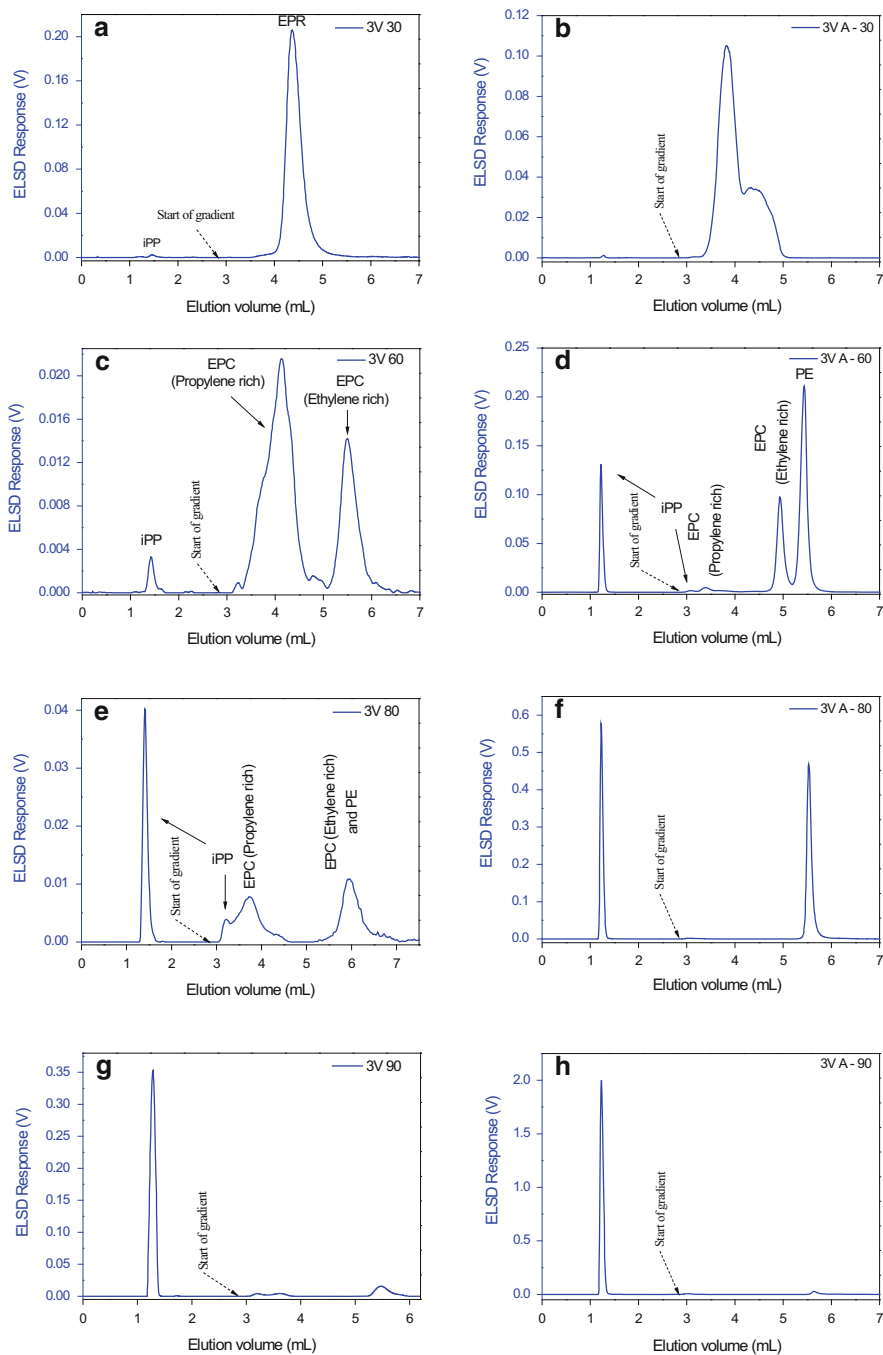 a
EPR
3V 30
0.20
0.16
0.12
0.08
0.04
0.00
ELSD Response (V)
iPP
Start of gradient
0 1 2 3 4 5 6 7
Elution volume (mL)
b
3V A - 30
0.12
0.10
0.08
0.06
0.04
0.02
0.00
ELSD Response (V)
Start of gradient
0 1 2 3 4 5 6 7
Elution volume (mL)
c
3V 60
EPC
(Propylene rich)
EPC
(Ethylene rich)
0.020
0.016
0.012
0.008
0.004
0.000
ELSD Response (V)
iPP
Start of gradient
0 1 2 3 4 5 6 7
Elution volume (mL)
d
3V A - 60
PE
0.25
0.20
0.15
0.10
0.05
0.00
ELSD Response (V)
iPP
Start of gradient
EPC
(Propylene rich)
EPC
(Ethylene rich)
0 1 2 3 4 5 6 7
Elution volume (mL)
e
3V 80
0.04
0.03
0.02
0.01
0.00
ELSD Response (V)
iPP
Start of gradient
EPC (Propylene rich)
EPC (Ethylene rich)
and PE
0 1 2 3 4 5 6 7
Elution volume (mL)
f
3V A - 80
0.6
0.5
0.4
0.3
0.2
0.1
0.0
ELSD Response (V)
Start of gradient
0 1 2 3 4 5 6 7
Elution volume (mL)
g
3V 90
0.35
0.30
0.25
0.20
0.15
0.10
0.05
0.00
ELSD Response (V)
Start of gradient
0 1 2 3 4 5 6
Elution volume (mL)
h
3V A - 90
2.0
1.5
1.0
0.5
0.0
ELSD Response (V)
Start of gradient
0 1 2 3 4 5 6 7
Elution volume (mL)